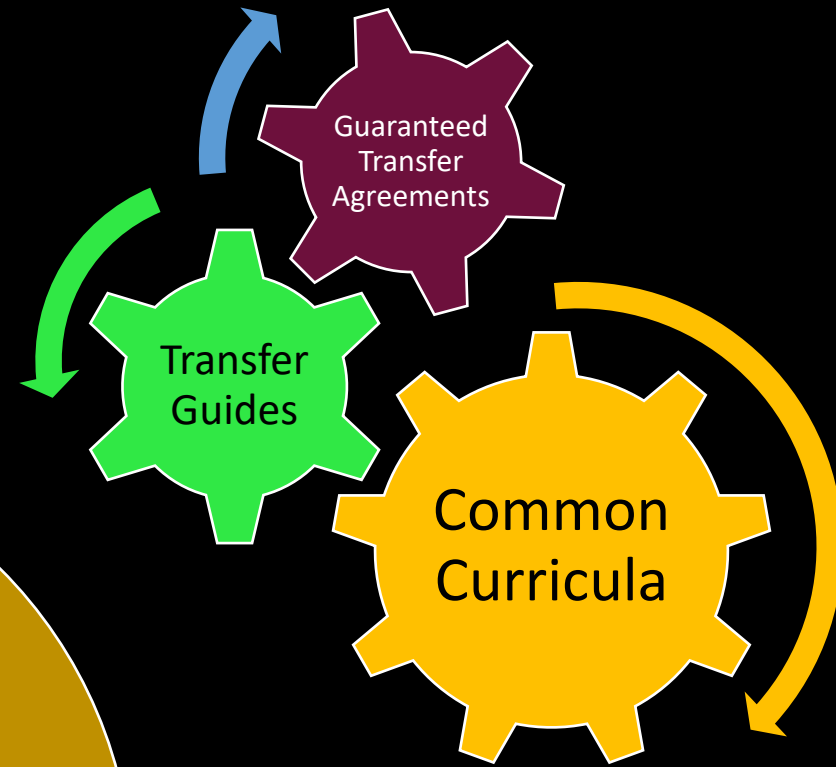 Guaranteed
Transfer
Agreements
Transfer
Guides
Common
Curricula